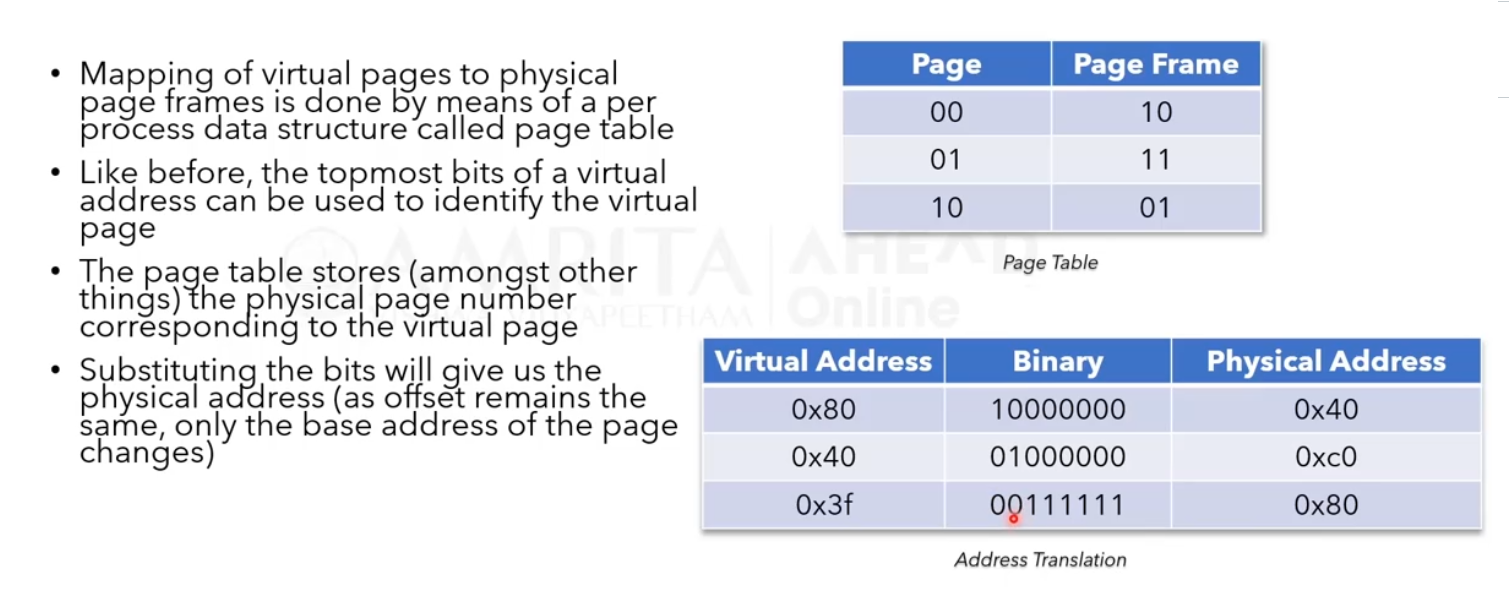 • Mapping of virtual pages to physical
page frames is done by means of a per
process data structure called page table
• Like before, the topmost bits of a virtual
address can be used to identify the virtual
page
• The page table stores (amongst other
things) the physical page number
corresponding to the virtual page
• Substituting the bits will give us the
physical address (as offset remains the
same, only the base address of the page
changes)
Page Page Frame
00 10
01 11
10 01
Page Table
Virtual Address Binary Physical Address
0x80 10000000 0x40
0x40 01000000 0xc0
0x3f 00111111 0x80
Address Translation
AMRITA AHEAD
VIDYAPEETHAM Online